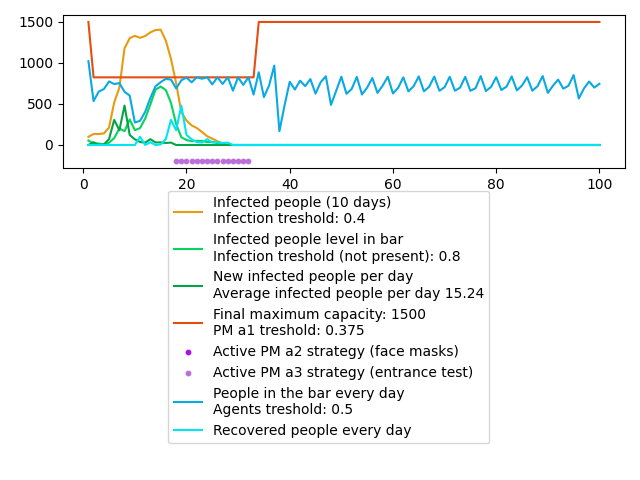 1500
1000
500
0
0
20
40
60
80
100
Infected people (10 days)
Infection treshold: 0.4
Infected people level in bar
Infection treshold (not present): 0.8
New infected people per day
Average infected people per day 15.24
Final maximum capacity: 1500
PM a1 treshold: 0.375
Active PM a2 strategy (face masks)
Active PM a3 strategy (entrance test)
People in the bar every day
Agents treshold: 0.5
Recovered people every day